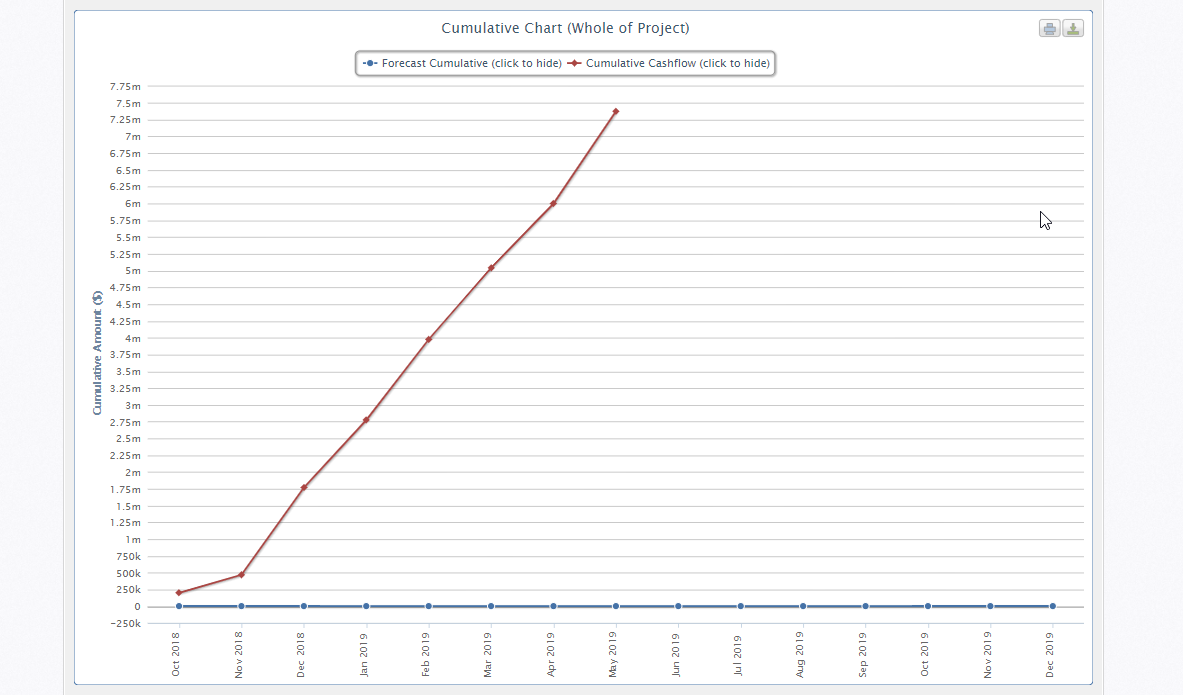 Cumulative Chart (Whole of Project)
Forecast Cumulative (click to hide) Cumulative Cashflow (click to hide)
7.75m
7.5m
7.25m
7m
6.75m
6.5m
6.25m
6m
5.75m
5.5m
5.25m
5m
4.75m
4.5m
4.25m
4m
3.75m
3.5m
3.25m
3m
2.75m
2.5m
2.25m
2m
1.75m
1.5m
1.25m
1m
750k
500k
250k
0
−250k
Cumulative Amount ($)
Oct 2018
Nov 2018
Dec 2018
Jan 2019
Feb 2019
Mar 2019
Apr 2019
May 2019
Jun 2019
Jul 2019
Aug 2019
Sep 2019
Oct 2019
Nov 2019
Dec 2019